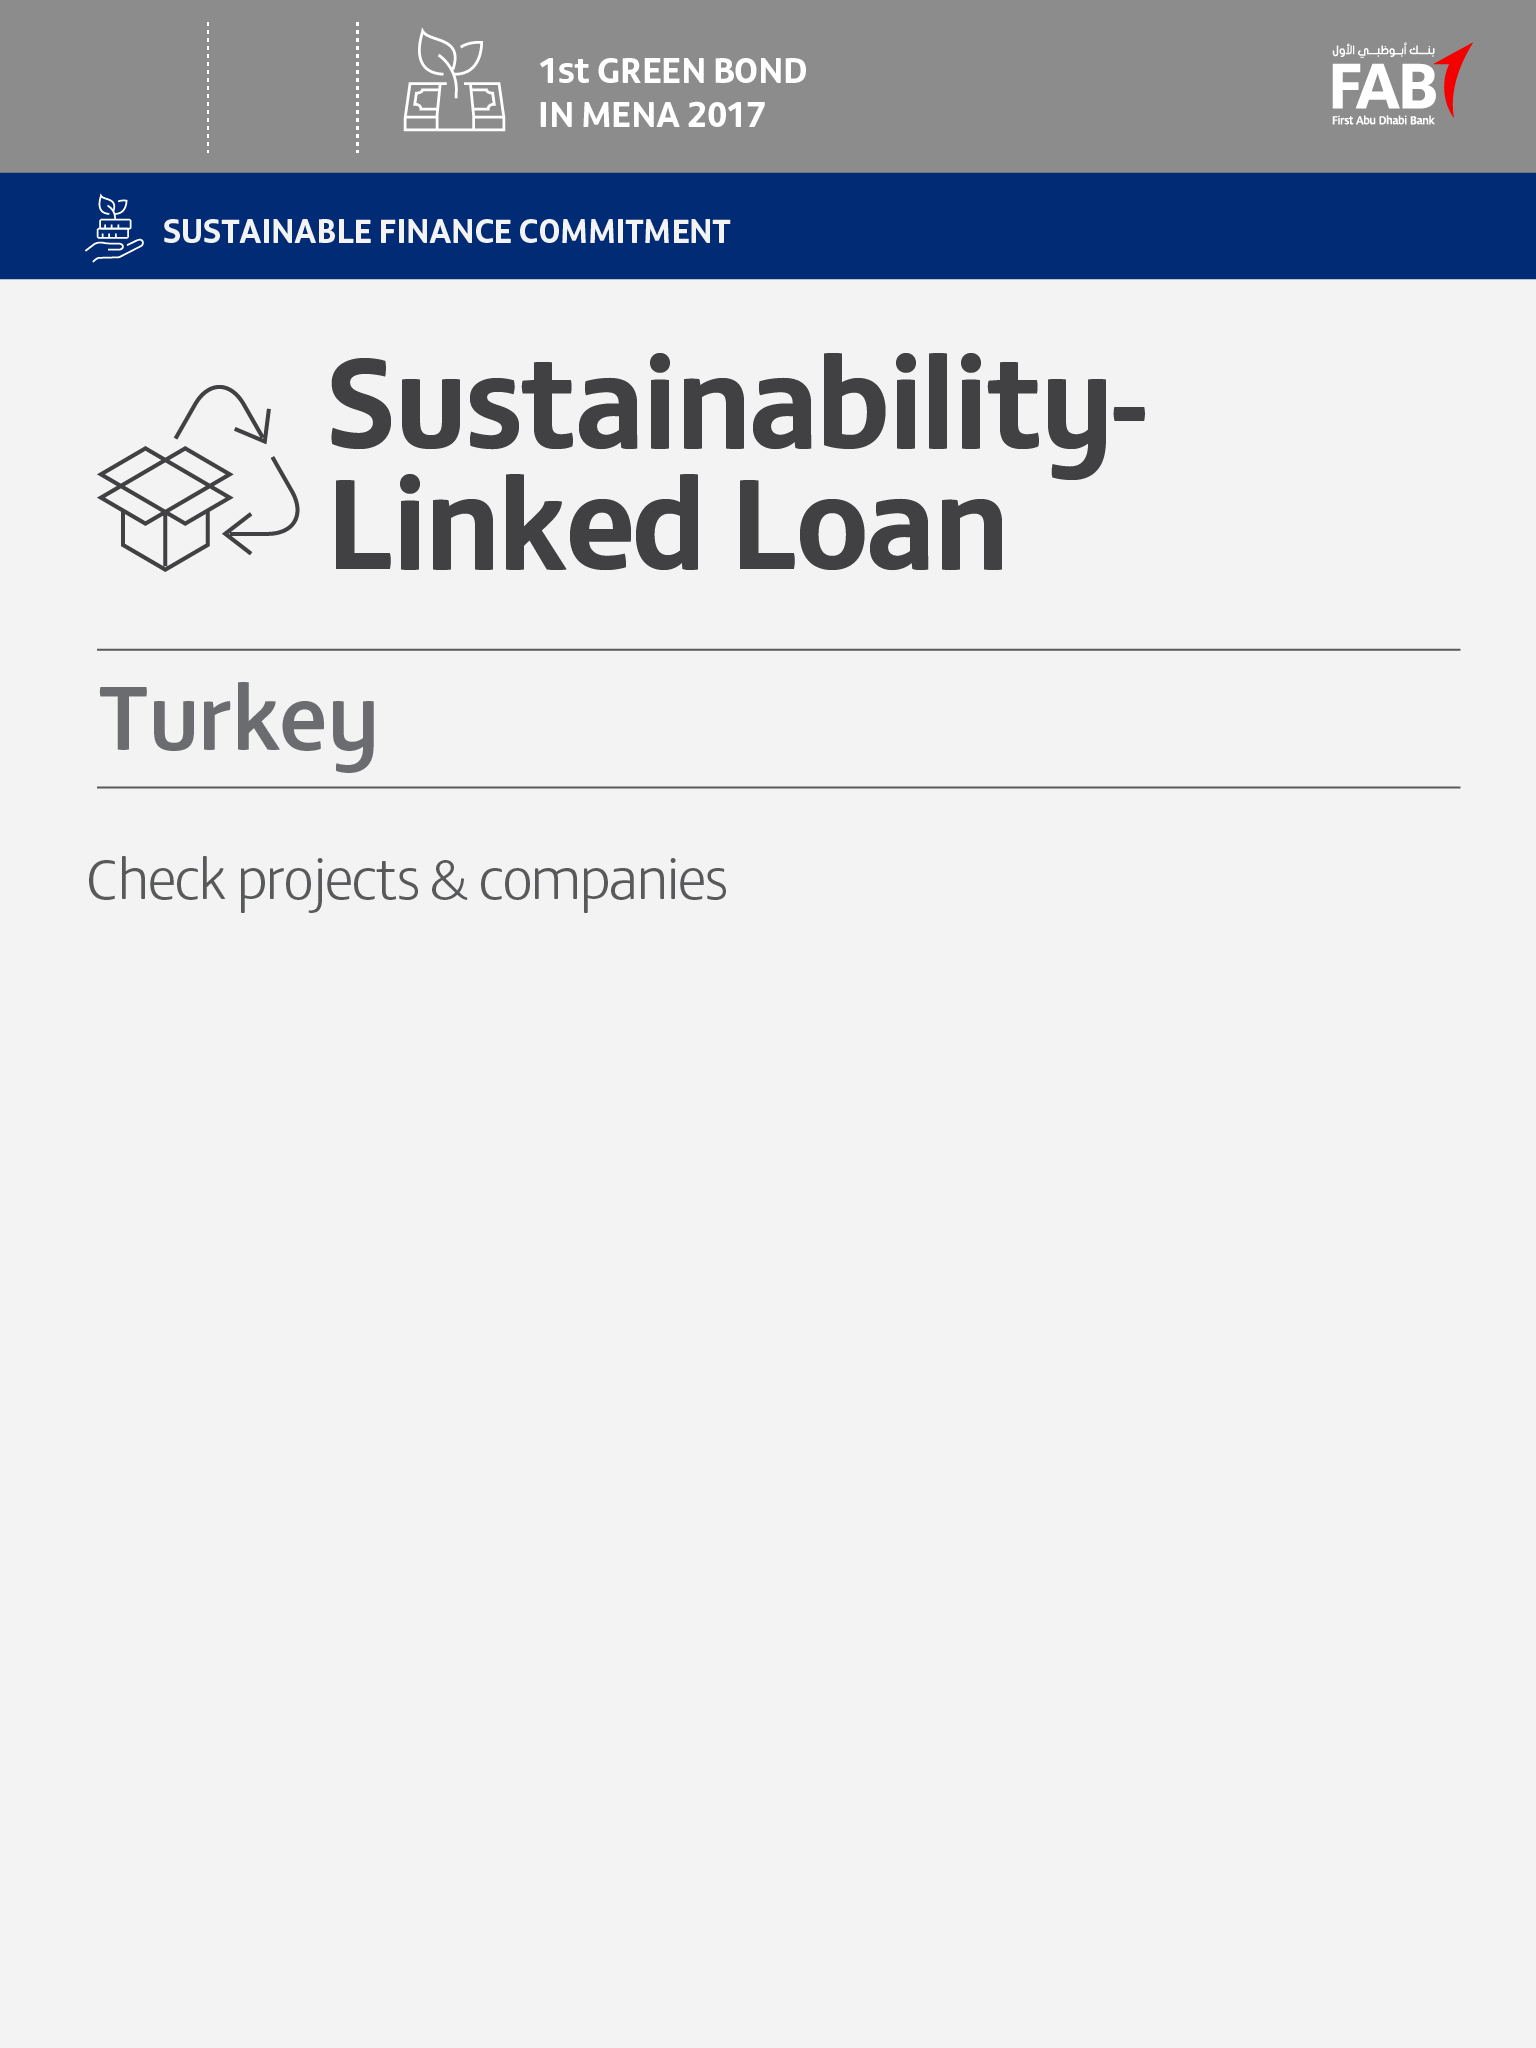 1st GREEN BOND
IN MENA 2017
بنك أبوظبي الأول
FAB
First Abu Dhabi Bank
SUSTAINABLE FINANCE COMMITMENT
Sustainability-
Linked Loan
Turkey
Check projects & companies